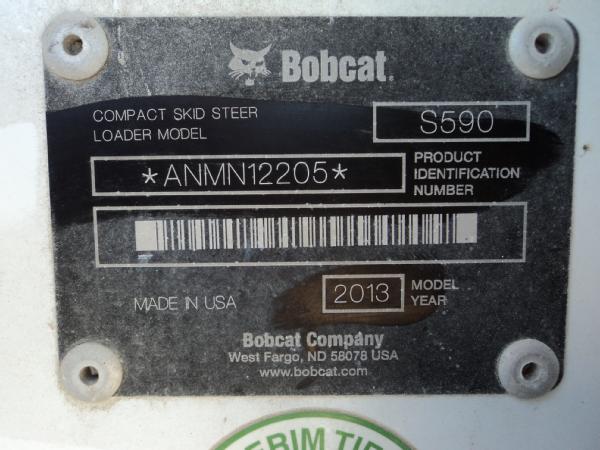 Bobcat.
COMPACT SKID STEER
LOADER MODEL
S590
*ANMN12205*
PRODUCT
IDENTIFICATION
NUMBER
MADE IN USA
2013
MODEL
YEAR
Bobcat Company
West Fargo, ND 58078 USA
www.bobcat.com